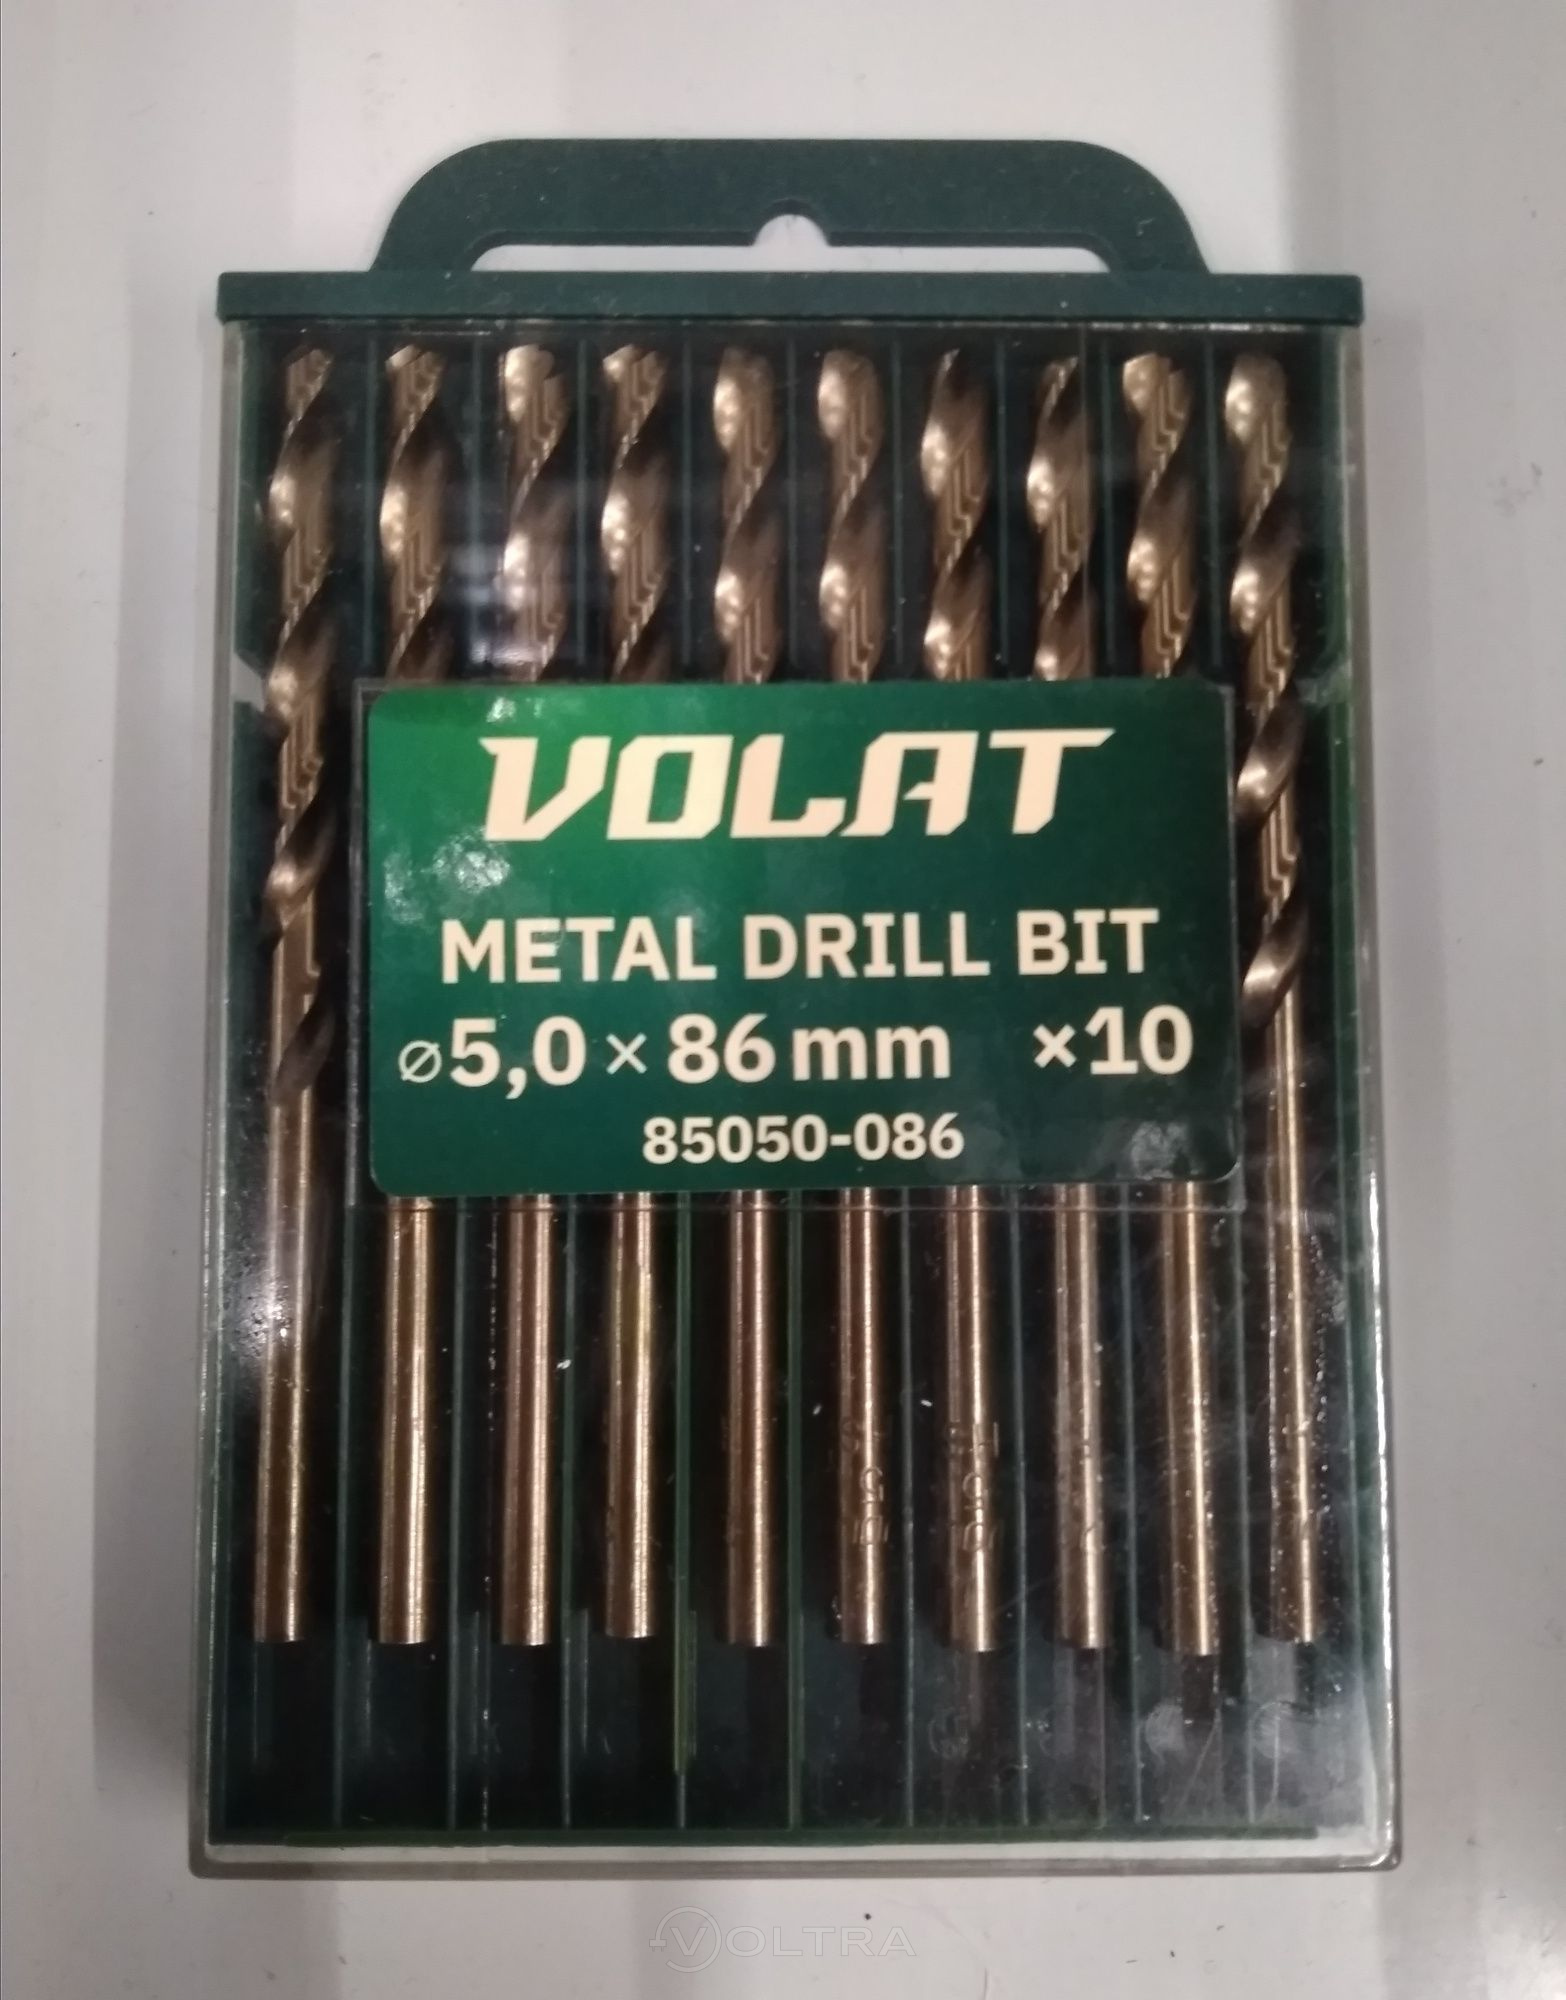 VOLAT
METAL DRILL BIT
⌀5,0 × 86 mm ×10
85050-086
VOLTRA